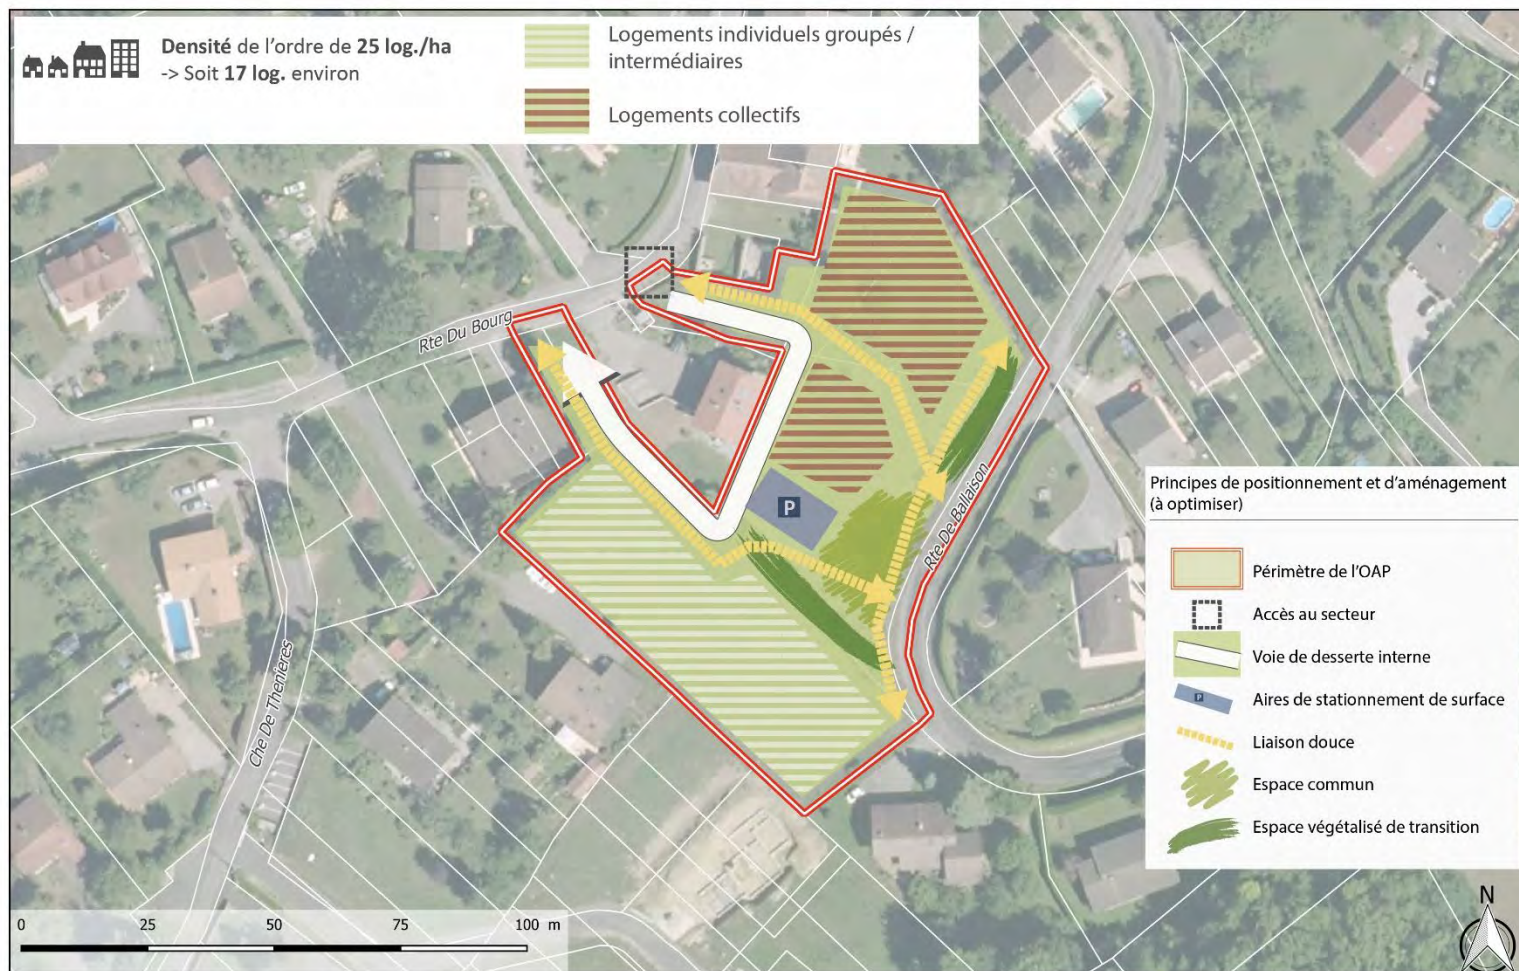 Densité de l'ordre de 25 log./ha
-> Soit 17 log. environ
Logements individuels groupés /
intermédiaires
Logements collectifs
Rte Du Bourg
P
Rte De Ballaison
Che De Thenieres
Principes de positionnement et d'aménagement
(à optimiser)
Périmètre de l'OAP
Accès au secteur
Voie de desserte interne
P
Aires de stationnement de surface
Liaison douce
Espace commun
Espace végétalisé de transition
0 25 50 75 100 m
N